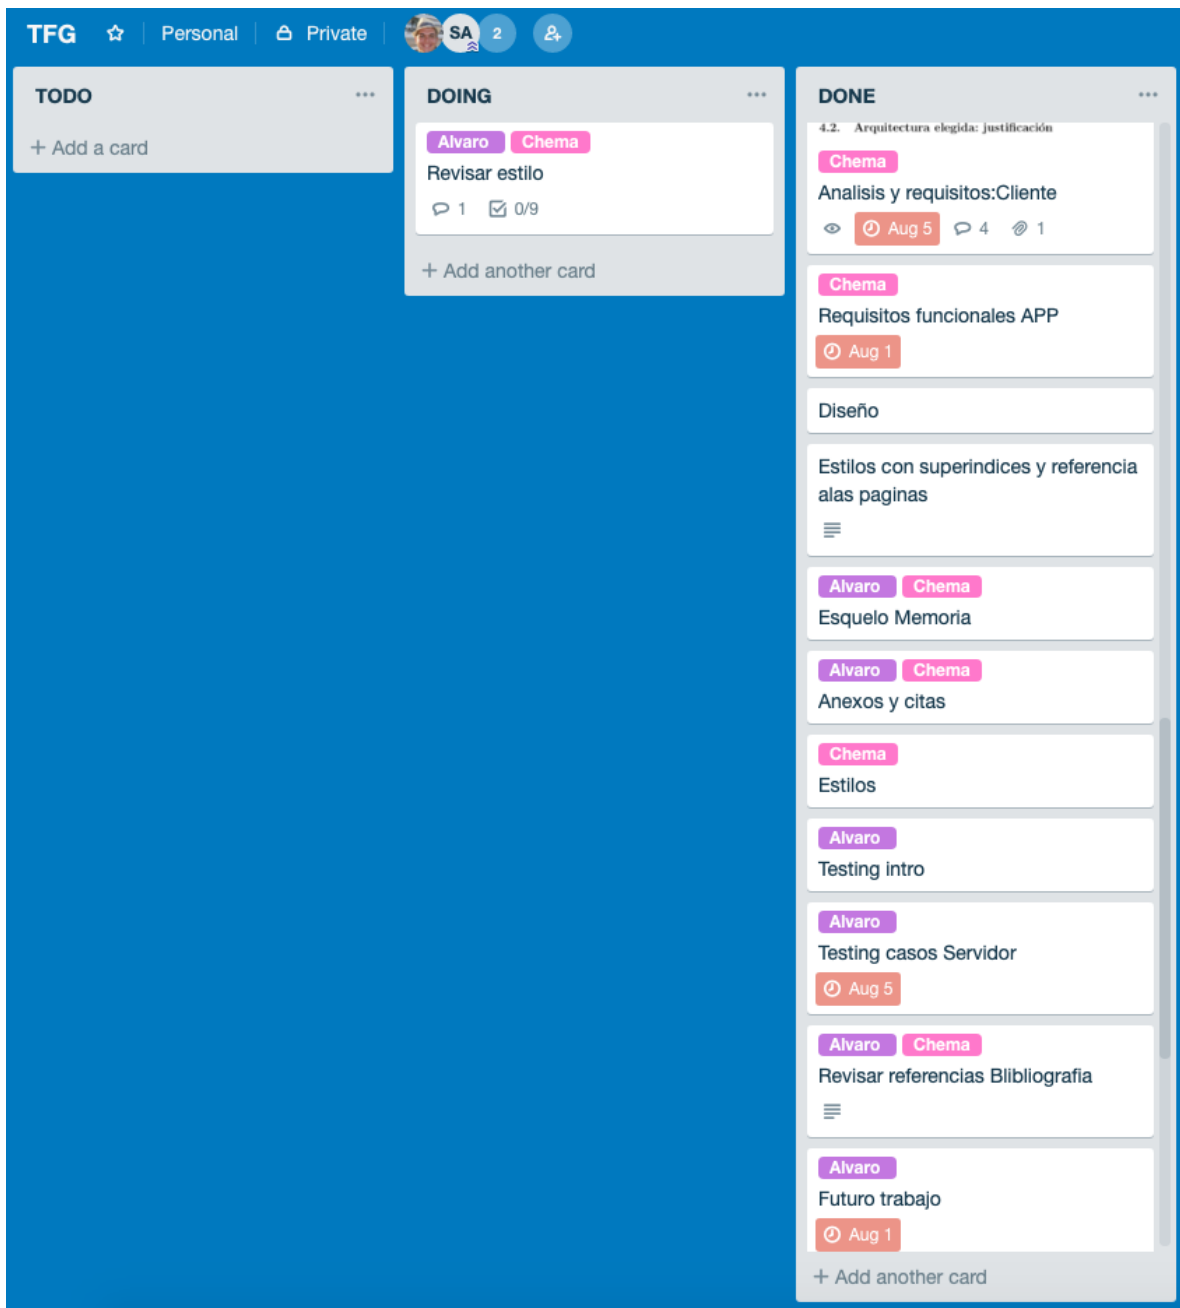 TFG Personal Private SA 2
TODO
+ Add a card
DOING
Alvaro Chema
Revisar estilo
1 0/9
+ Add another card
DONE
4.2. Arquitectura elegida: justificación
Chema
Analisis y requisitos:Cliente
Aug 5 4 1
Chema
Requisitos funcionales APP
Aug 1
Diseño
Estilos con superindices y referencia
alas paginas
Alvaro Chema
Esquelo Memoria
Alvaro Chema
Anexos y citas
Chema
Estilos
Alvaro
Testing intro
Alvaro
Testing casos Servidor
Aug 5
Alvaro Chema
Revisar referencias Blibliografia
Alvaro
Futuro trabajo
Aug 1
+ Add another card